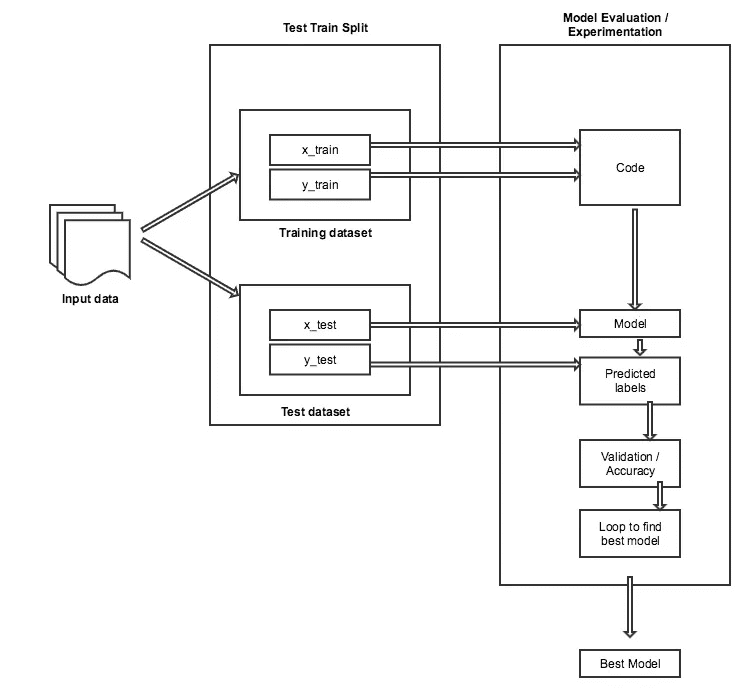 Test Train Split
Model Evaluation /
Experimentation
x_train
y_train
Training dataset
Code
Input data
x_test
y_test
Test dataset
Model
Predicted
labels
Validation /
Accuracy
Loop to find
best model
Best Model